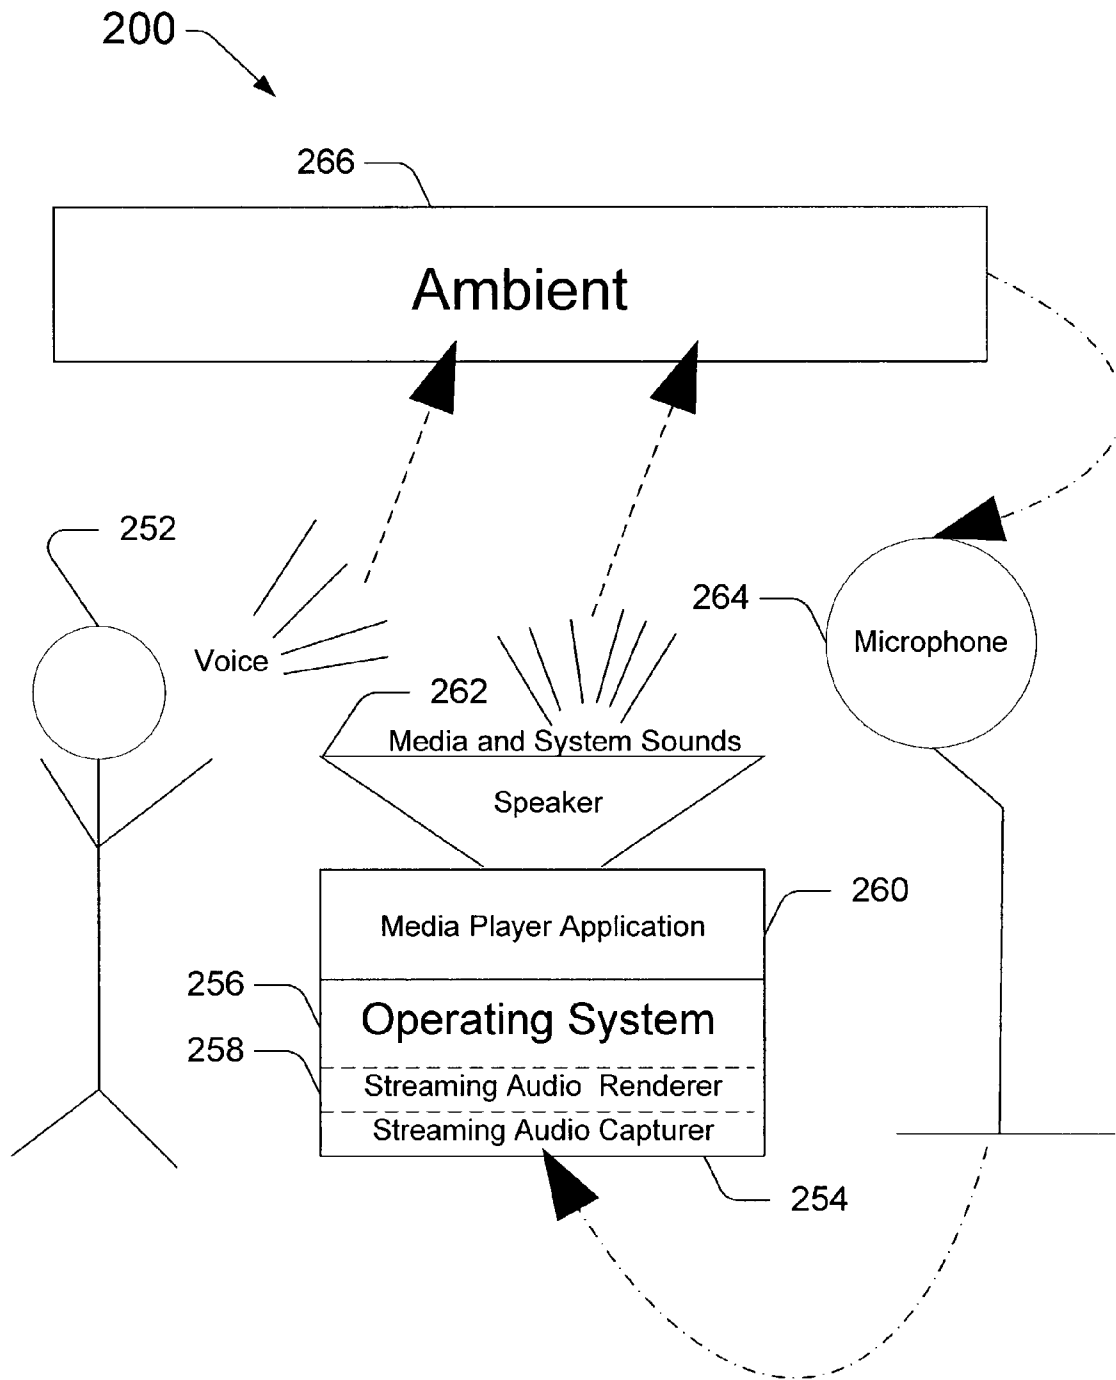 200
266
Ambient
252
264
Microphone
Voice
262
Media and System Sounds
Speaker
260
Media Player Application
256
Operating System
258
Streaming Audio Renderer
Streaming Audio Capturer
254